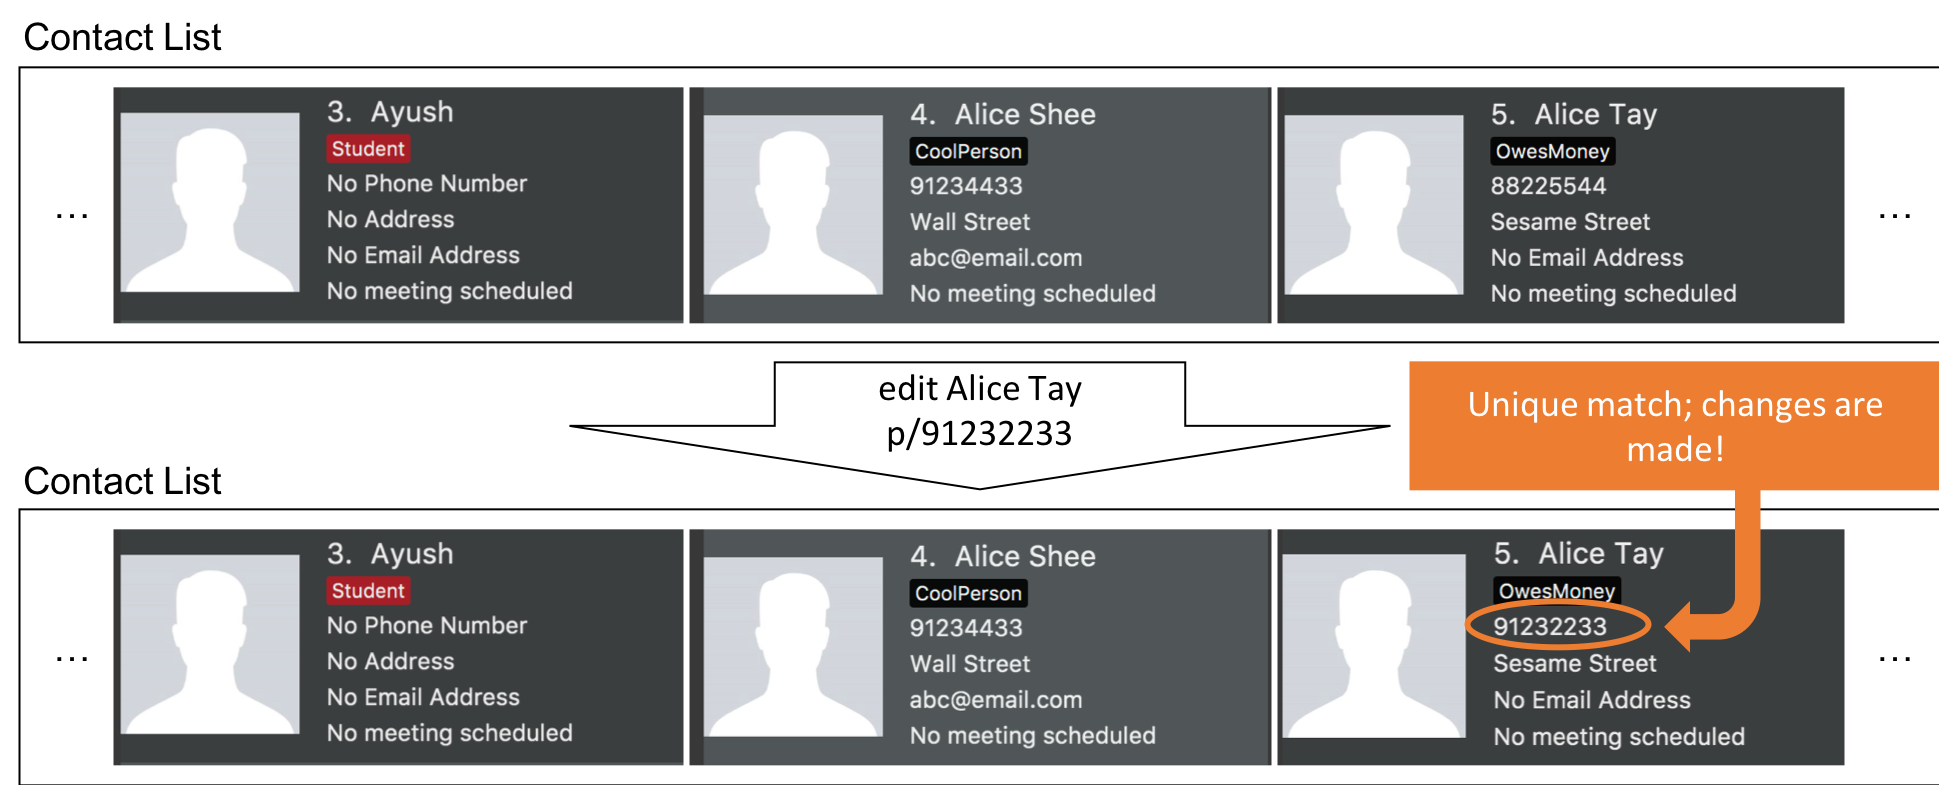 Contact List
...
3. Ayush
Student
No Phone Number
No Address
No Email Address
No meeting scheduled
4. Alice Shee
CoolPerson
91234433
Wall Street
abc@email.com
No meeting scheduled
5. Alice Tay
OwesMoney
88225544
Sesame Street
No Email Address
No meeting scheduled
...
edit Alice Tay
p/91232233
Unique match; changes are
made!
Contact List
...
3. Ayush
Student
No Phone Number
No Address
No Email Address
No meeting scheduled
4. Alice Shee
CoolPerson
91234433
Wall Street
abc@email.com
No meeting scheduled
5. Alice Tay
OwesMoney
91232233
Sesame Street
No Email Address
No meeting scheduled
...